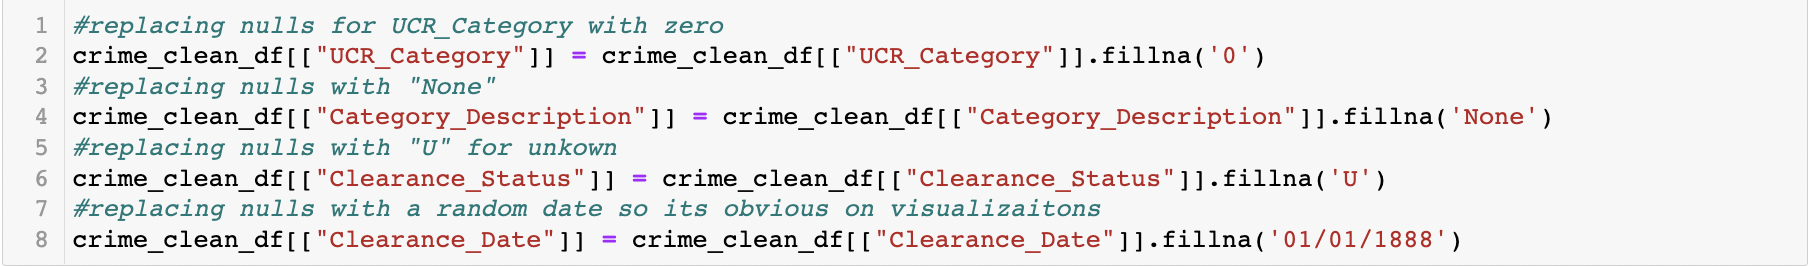 1 #replacing nulls for UCR_Category with zero
2 crime_clean_df[["UCR_Category"]] = crime_clean_df[["UCR_Category"]].fillna('0')
3 #replacing nulls with "None"
4 crime_clean_df[["Category_Description"]] = crime_clean_df[["Category_Description"]].fillna('None')
5 #replacing nulls with "U" for unkown
6 crime_clean_df[["Clearance_Status"]] = crime_clean_df[["Clearance_Status"]].fillna('U')
7 #replacing nulls with a random date so its obvious on visualizaitons
8 crime_clean_df[["Clearance_Date"]] = crime_clean_df[["Clearance_Date"]].fillna('01/01/1888')